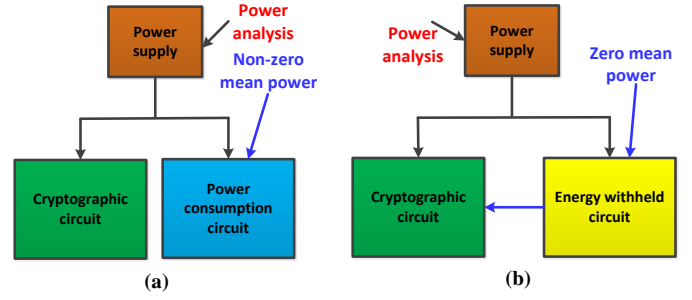 Power
supply
Power
analysis
Non-zero
mean power
Cryptographic
circuit
Power
consumption
circuit
(a)
Power
supply
Power
analysis
Zero mean
power
Cryptographic
circuit
Energy withheld
circuit
(b)